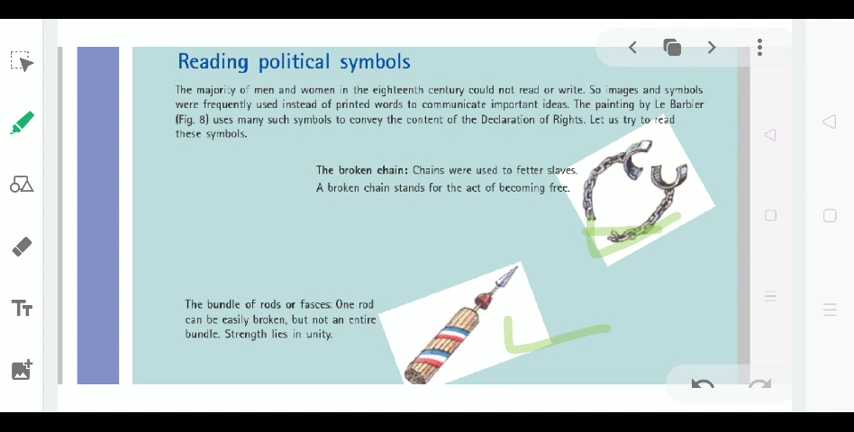 Reading political symbols
The majority of men and women in the eighteenth century could not read or write. So images and symbols
were frequently used instead of printed words to communicate important ideas. The painting by Le Barbier
(Fig. 8) uses many such symbols to convey the content of the Declaration of Rights. Let us try to read
these symbols.
The broken chain: Chains were used to fetter slaves.
A broken chain stands for the act of becoming free.
The bundle of rods or fasces: One rod
can be easily broken, but not an entire
bundle. Strength lies in unity.
TT